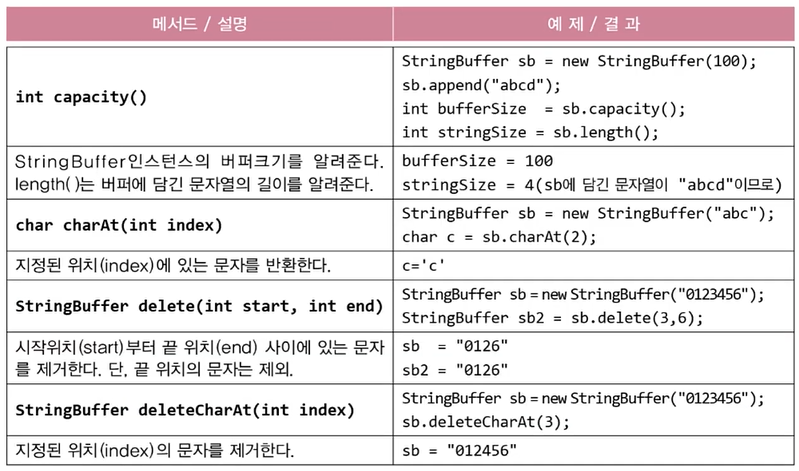 메서드 / 설명
예 제 / 결 과
int capacity()
StringBuffer sb = new StringBuffer(100);
sb.append("abcd");
int bufferSize = sb.capacity();
int stringSize = sb.length();
StringBuffer인스턴스의 버퍼크기를 알려준다.
length()는 버퍼에 담긴 문자열의 길이를 알려준다.
bufferSize = 100
stringSize = 4(sb에 담긴 문자열이 "abcd"이므로)
char charAt(int index)
StringBuffer sb = new StringBuffer("abc");
char c = sb.charAt(2);
지정된 위치(index)에 있는 문자를 반환한다.
c='c'
StringBuffer delete(int start, int end)
StringBuffer sb = new StringBuffer("0123456");
StringBuffer sb2 = sb.delete(3,6);
시작위치(start)부터 끝 위치(end) 사이에 있는 문자
를 제거한다. 단, 끝 위치의 문자는 제외.
sb = "0126"
sb2 = "0126"
StringBuffer deleteCharAt(int index)
StringBuffer sb = new StringBuffer("0123456");
sb.deleteCharAt(3);
지정된 위치(index)의 문자를 제거한다.
sb = "012456"